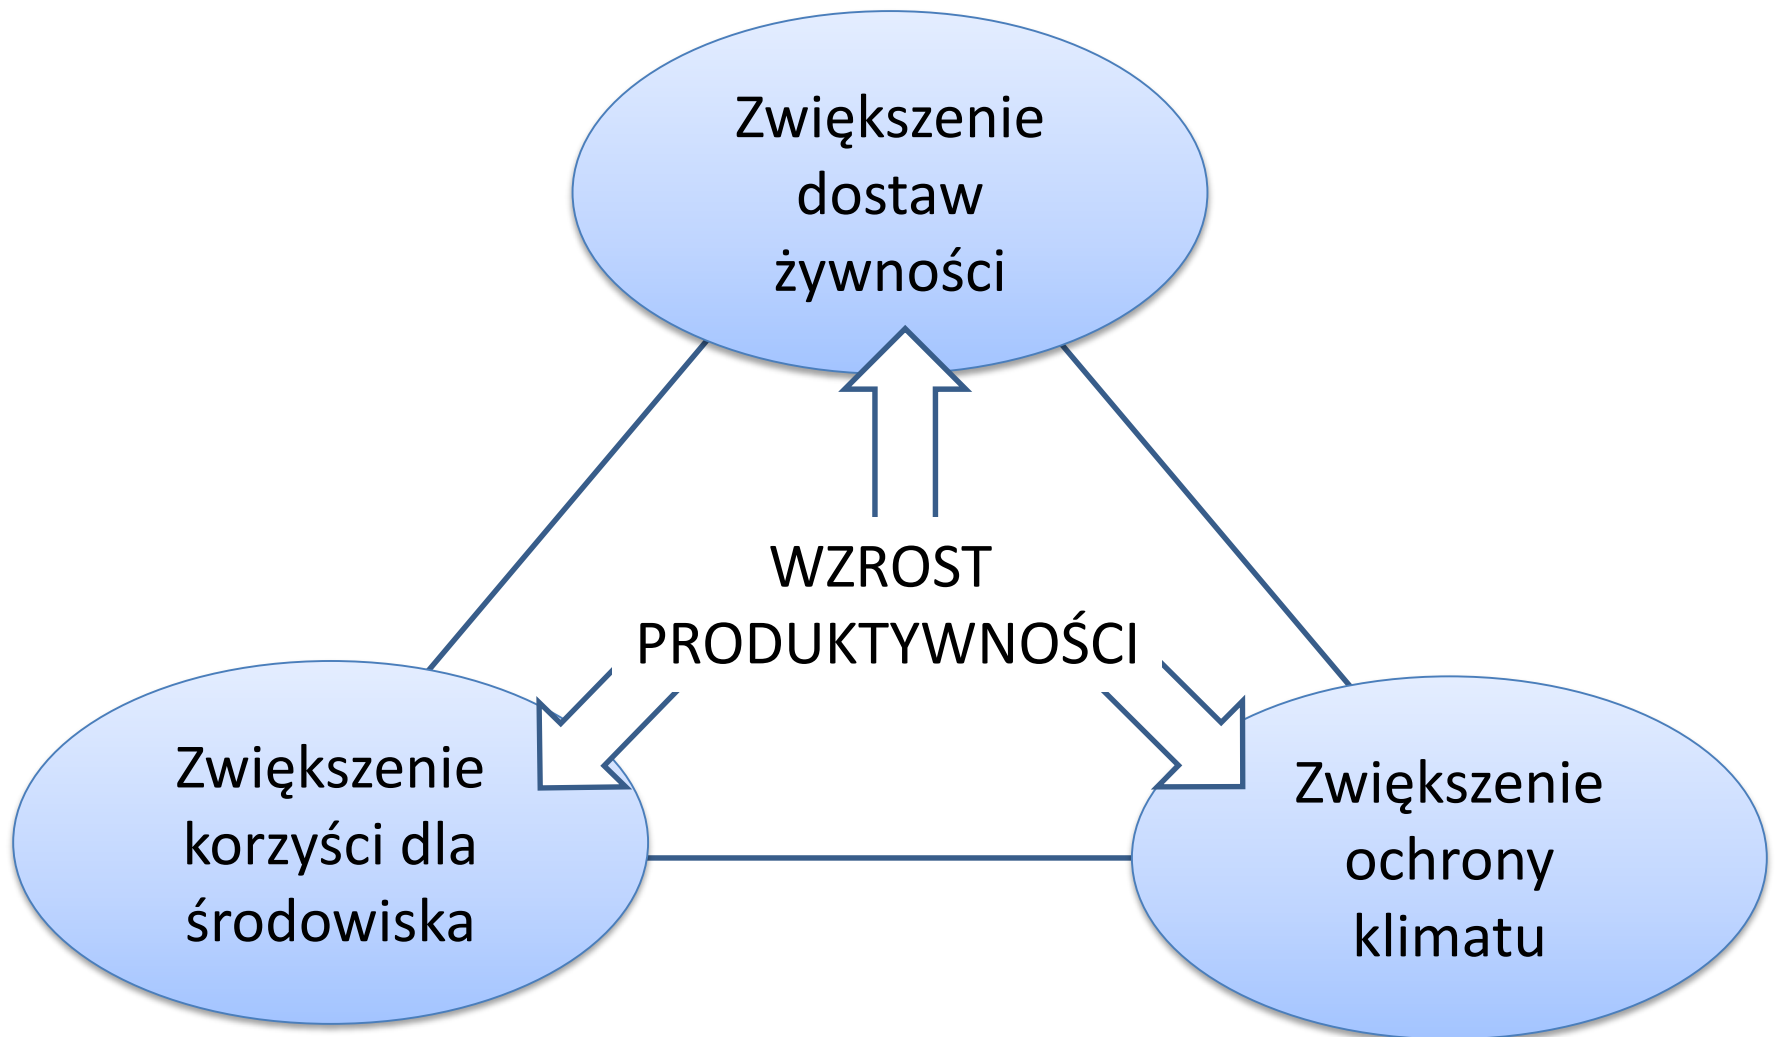 Zwiększenie
dostaw
żywności
WZROST
PRODUKTYWNOŚCI
Zwiększenie
korzyści dla
środowiska
Zwiększenie
ochrony
klimatu